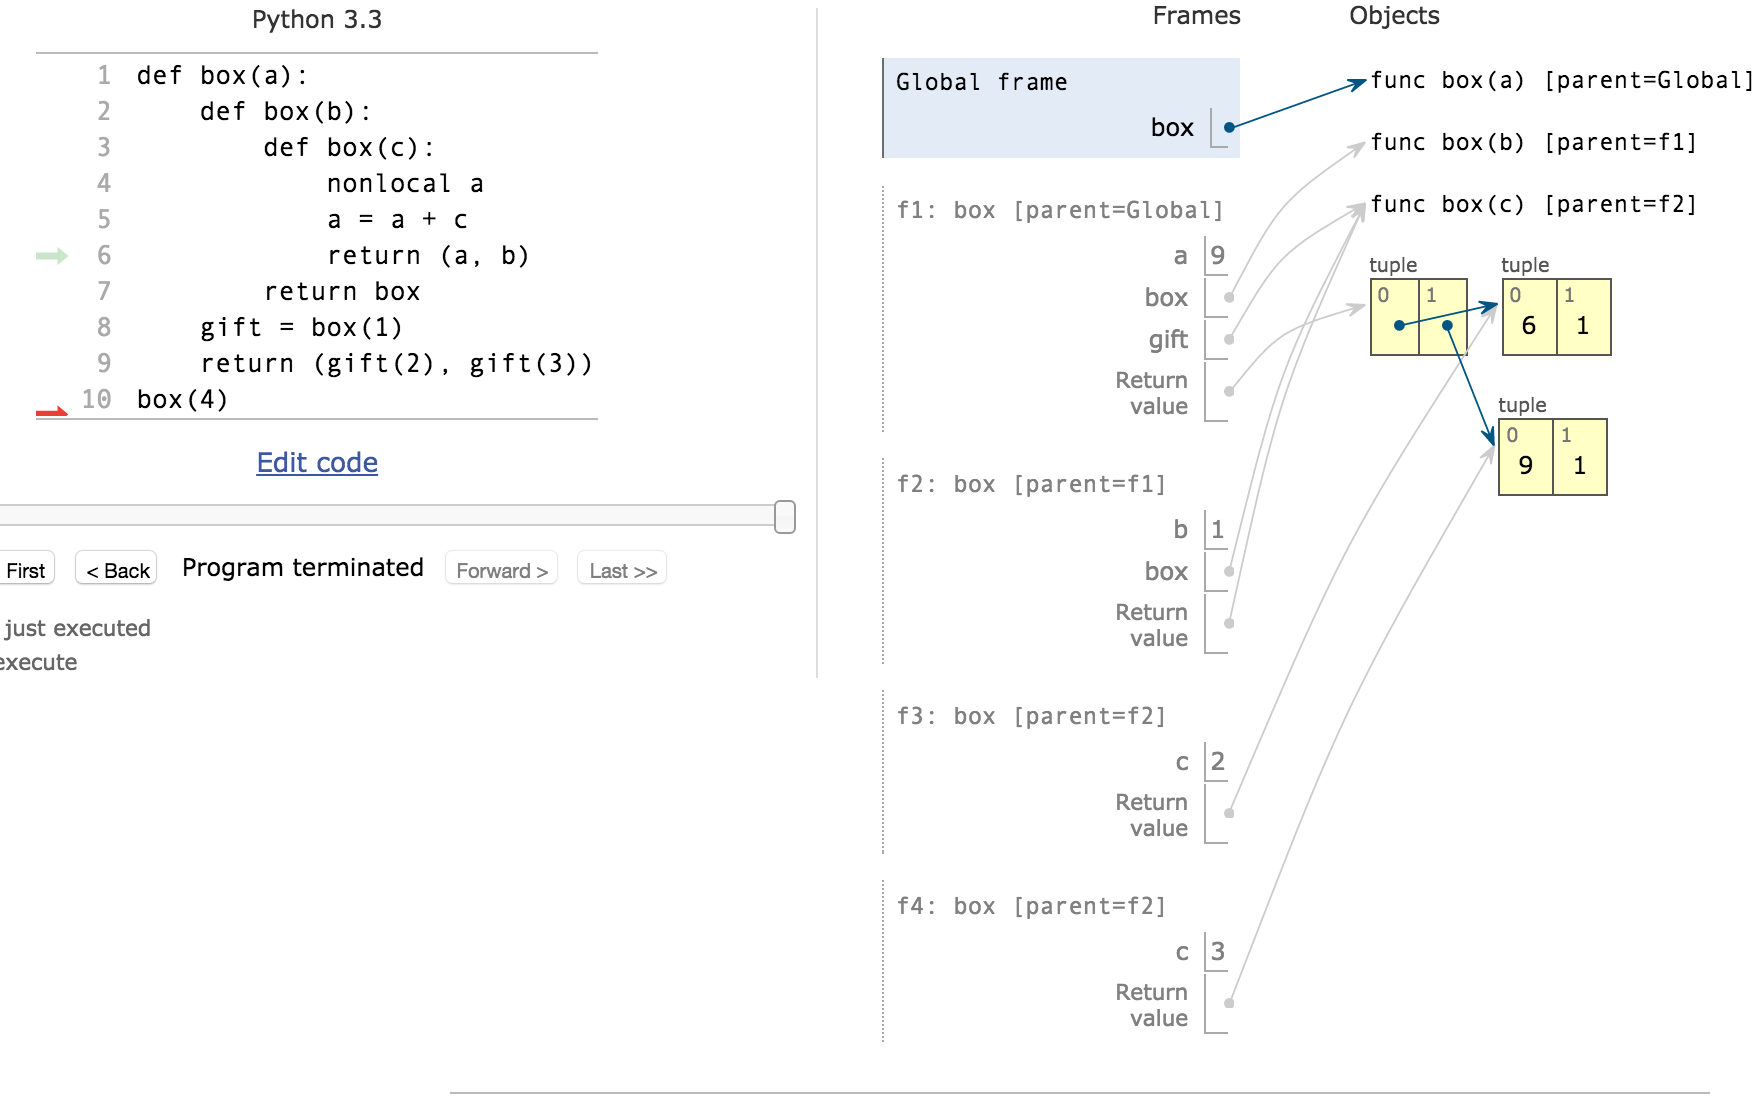 Python 3.3
1 def box(a):
2     def box(b):
3         def box(c):
4             nonlocal a
5             a = a + c
6             return (a, b)
7         return box
8     gift = box(1)
9     return (gift(2), gift(3))
10 box(4)
Edit code
First < Back Program terminated Forward > Last >>
just executed
execute
Frames Objects
Global frame
box
func box(a) [parent=Global]
func box(b) [parent=f1]
func box(c) [parent=f2]
f1: box [parent=Global]
a 9
box
gift
Return
value
tuple
0 1
tuple
0 1
6 1
tuple
0 1
9 1
f2: box [parent=f1]
b 1
box
Return
value
f3: box [parent=f2]
c 2
Return
value
f4: box [parent=f2]
c 3
Return
value